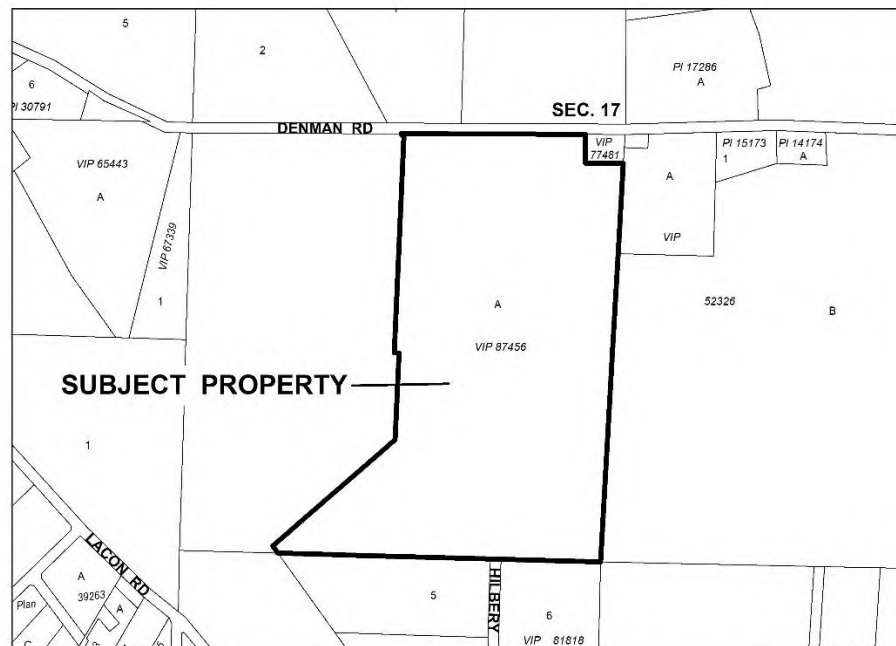 5
2
PI 17286
A
6
PI 30791
SEC. 17
DENMAN RD
VIP
77481
PI 15173
1
PI 14174
A
VIP 65443
A
A
VIP 67339
VIP
1
A
52326
B
VIP 87456
SUBJECT PROPERTY
1
LACON RD
A
39263
A
Plan
5
HILBERY
6
VIP 81818